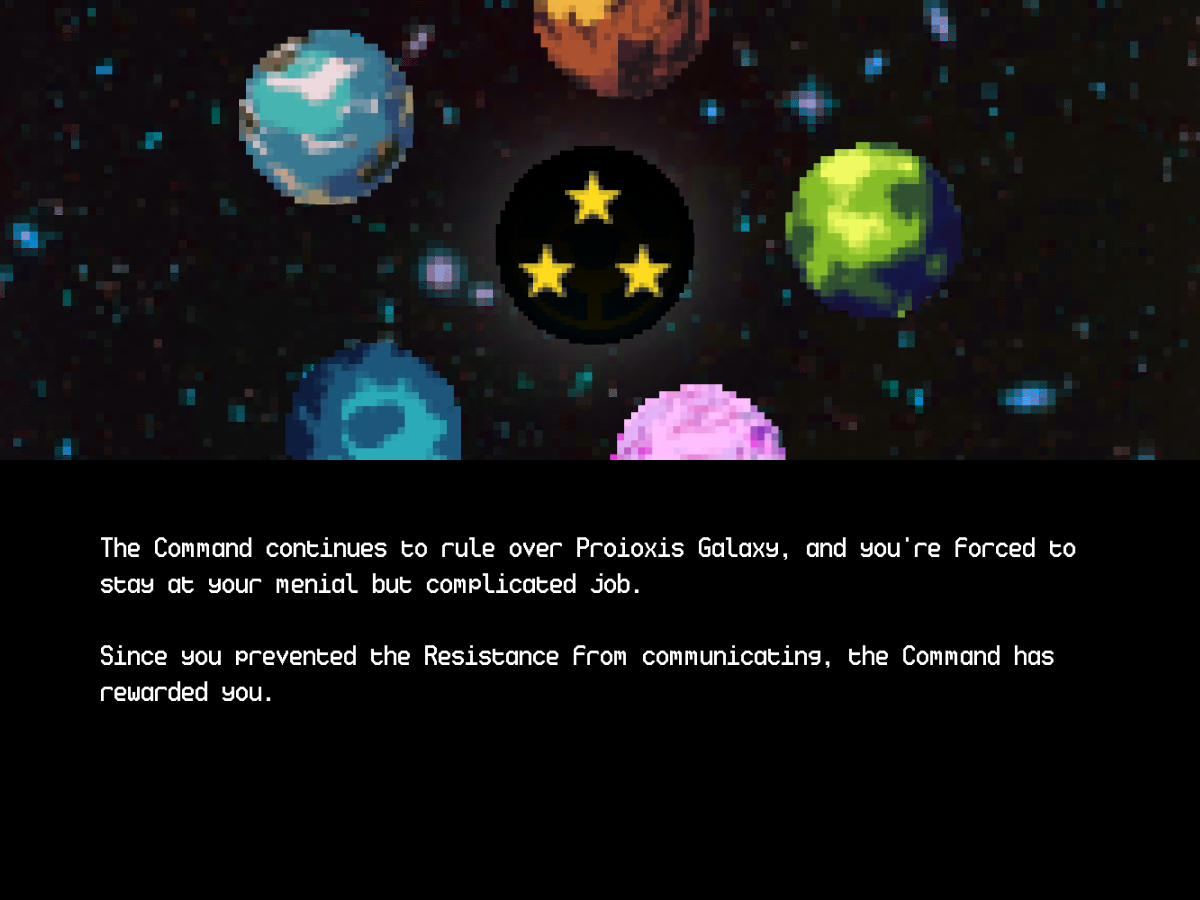 The Command continues to rule over Proioxis Galaxy, and you're forced to
stay at your menial but complicated job.
Since you prevented the Resistance from communicating, the Command has
rewarded you.